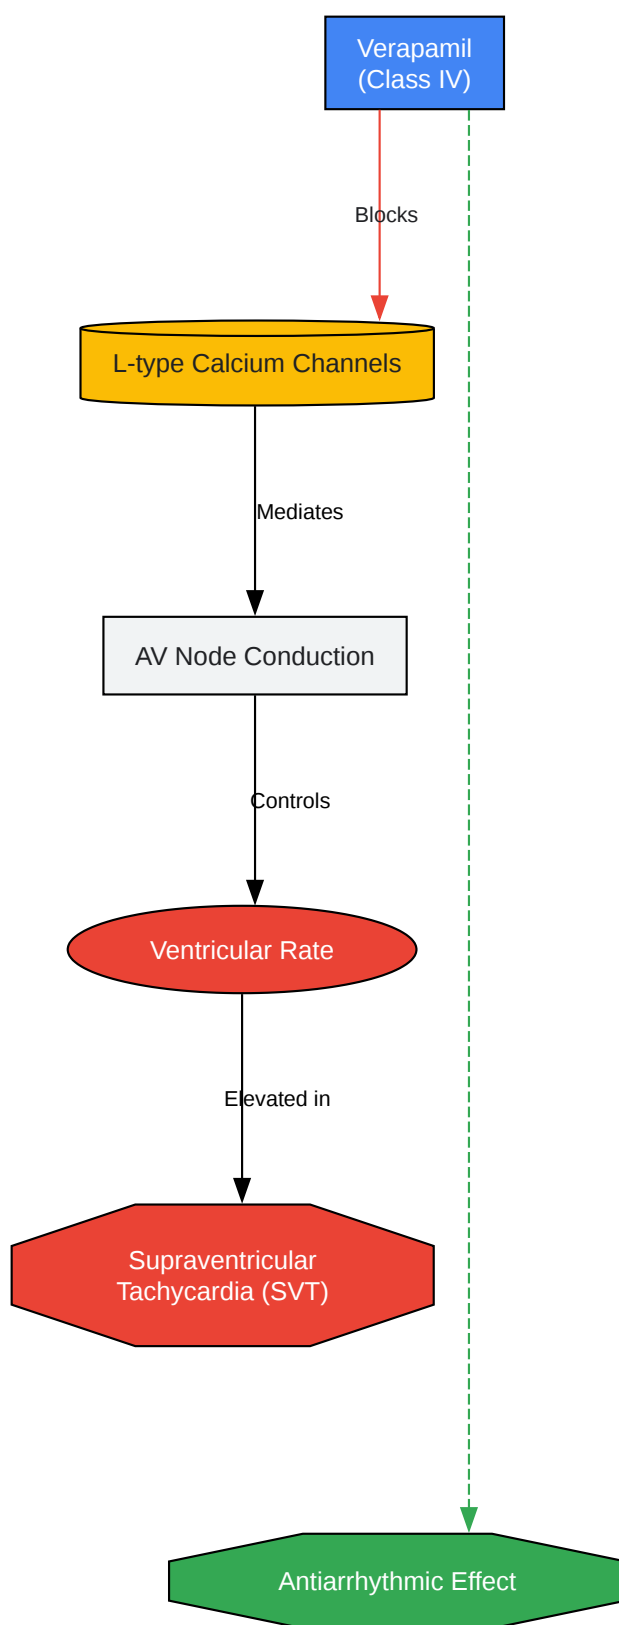 Verapamil
(Class IV)
Blocks
L-type Calcium Channels
Mediates
AV Node Conduction
Controls
Ventricular Rate
Elevated in
Supraventricular
Tachycardia (SVT)
Antiarrhythmic Effect